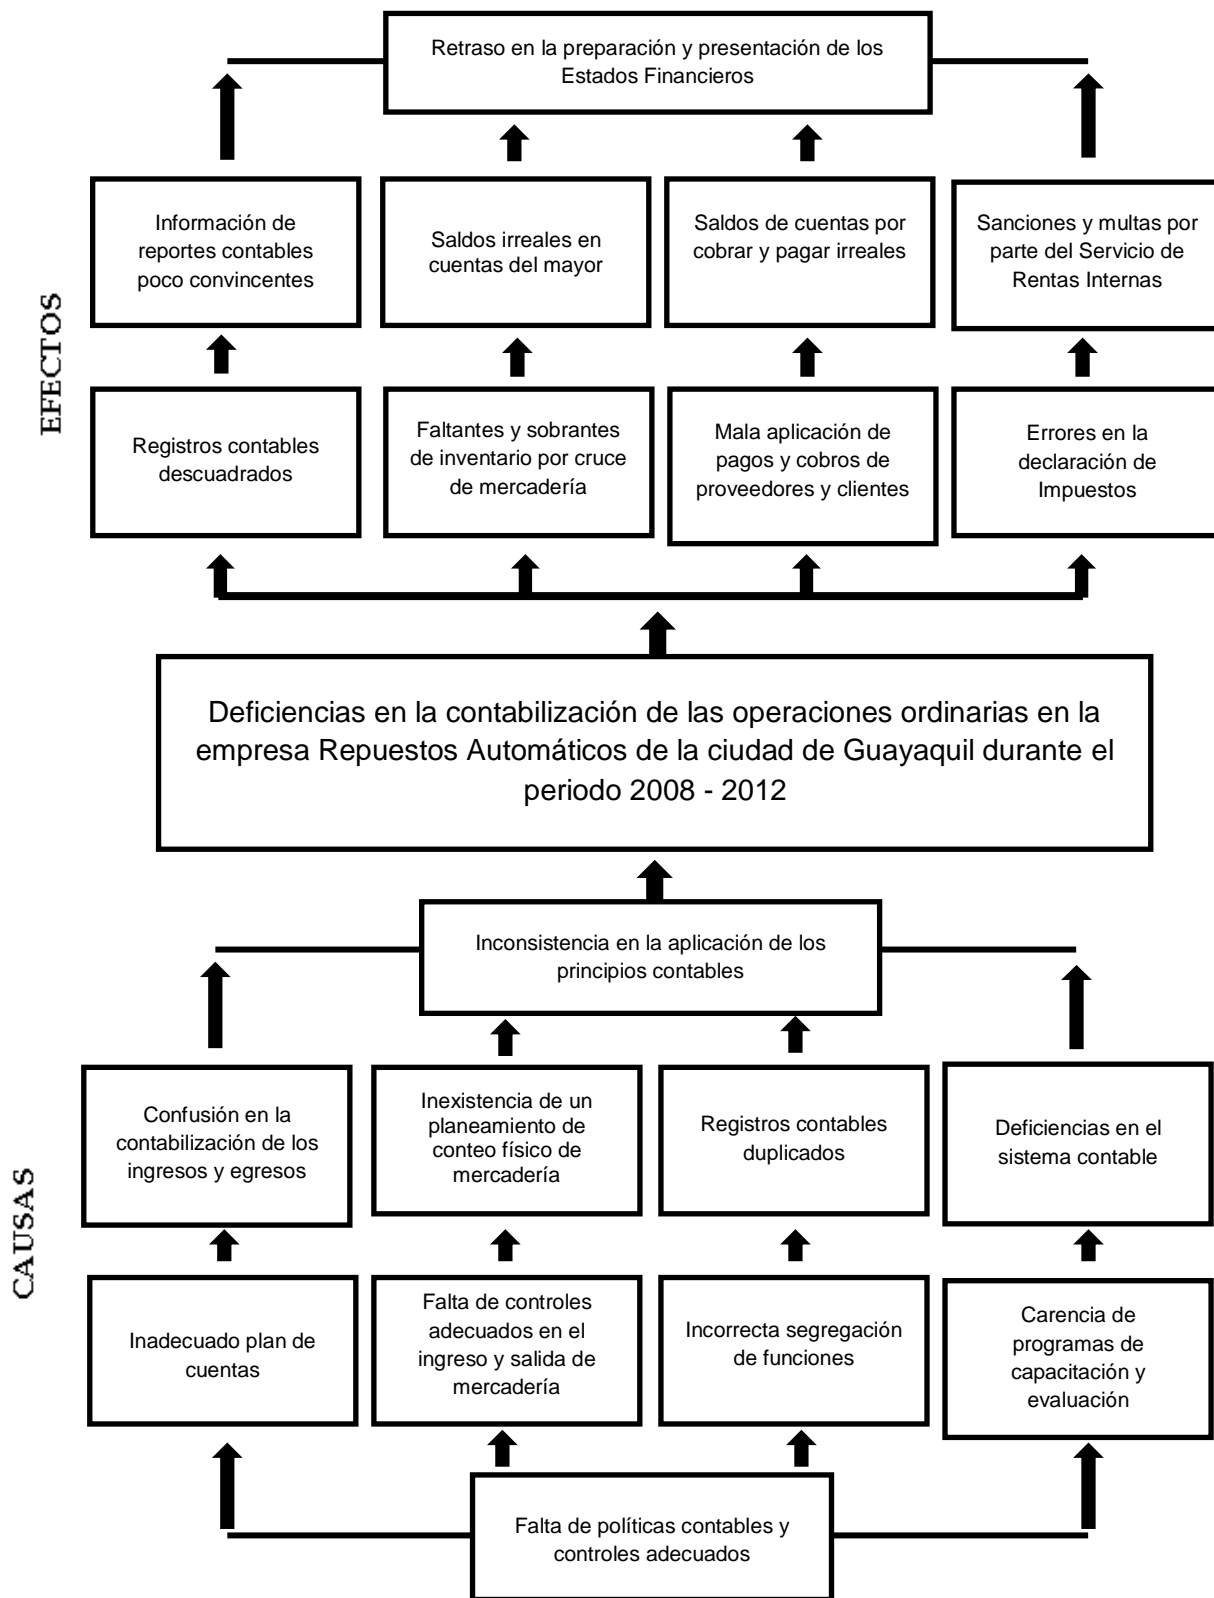 Retraso en la preparación y presentación de los
Estados Financieros
Información de
reportes contables
poco convincentes
Saldos irreales en
cuentas del mayor
Saldos de cuentas por
cobrar y pagar irreales
Sanciones y multas por
parte del Servicio de
Rentas Internas
EFECTOS
Registros contables
descuadrados
Faltantes y sobrantes
de inventario por cruce
de mercadería
Mala aplicación de
pagos y cobros de
proveedores y clientes
Errores en la
declaración de
Impuestos
Deficiencias en la contabilización de las operaciones ordinarias en la
empresa Repuestos Automáticos de la ciudad de Guayaquil durante el
periodo 2008 - 2012
Inconsistencia en la aplicación de los
principios contables
Confusión en la
contabilización de los
ingresos y egresos
Inexistencia de un
planeamiento de
conteo físico de
mercadería
Registros contables
duplicados
Deficiencias en el
sistema contable
CAUSAS
Inadecuado plan de
cuentas
Falta de controles
adecuados en el
ingreso y salida de
mercadería
Incorrecta segregación
de funciones
Carencia de
programas de
capacitación y
evaluación
Falta de políticas contables y
controles adecuados